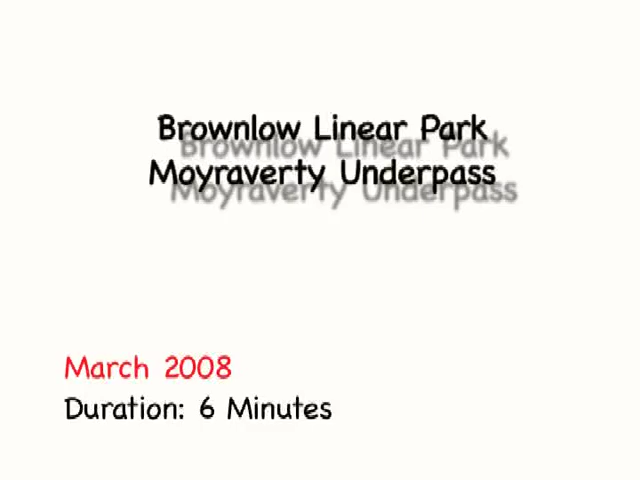 Brownlow Linear Park
Moyraverty Underpass
March 2008
Duration: 6 Minutes